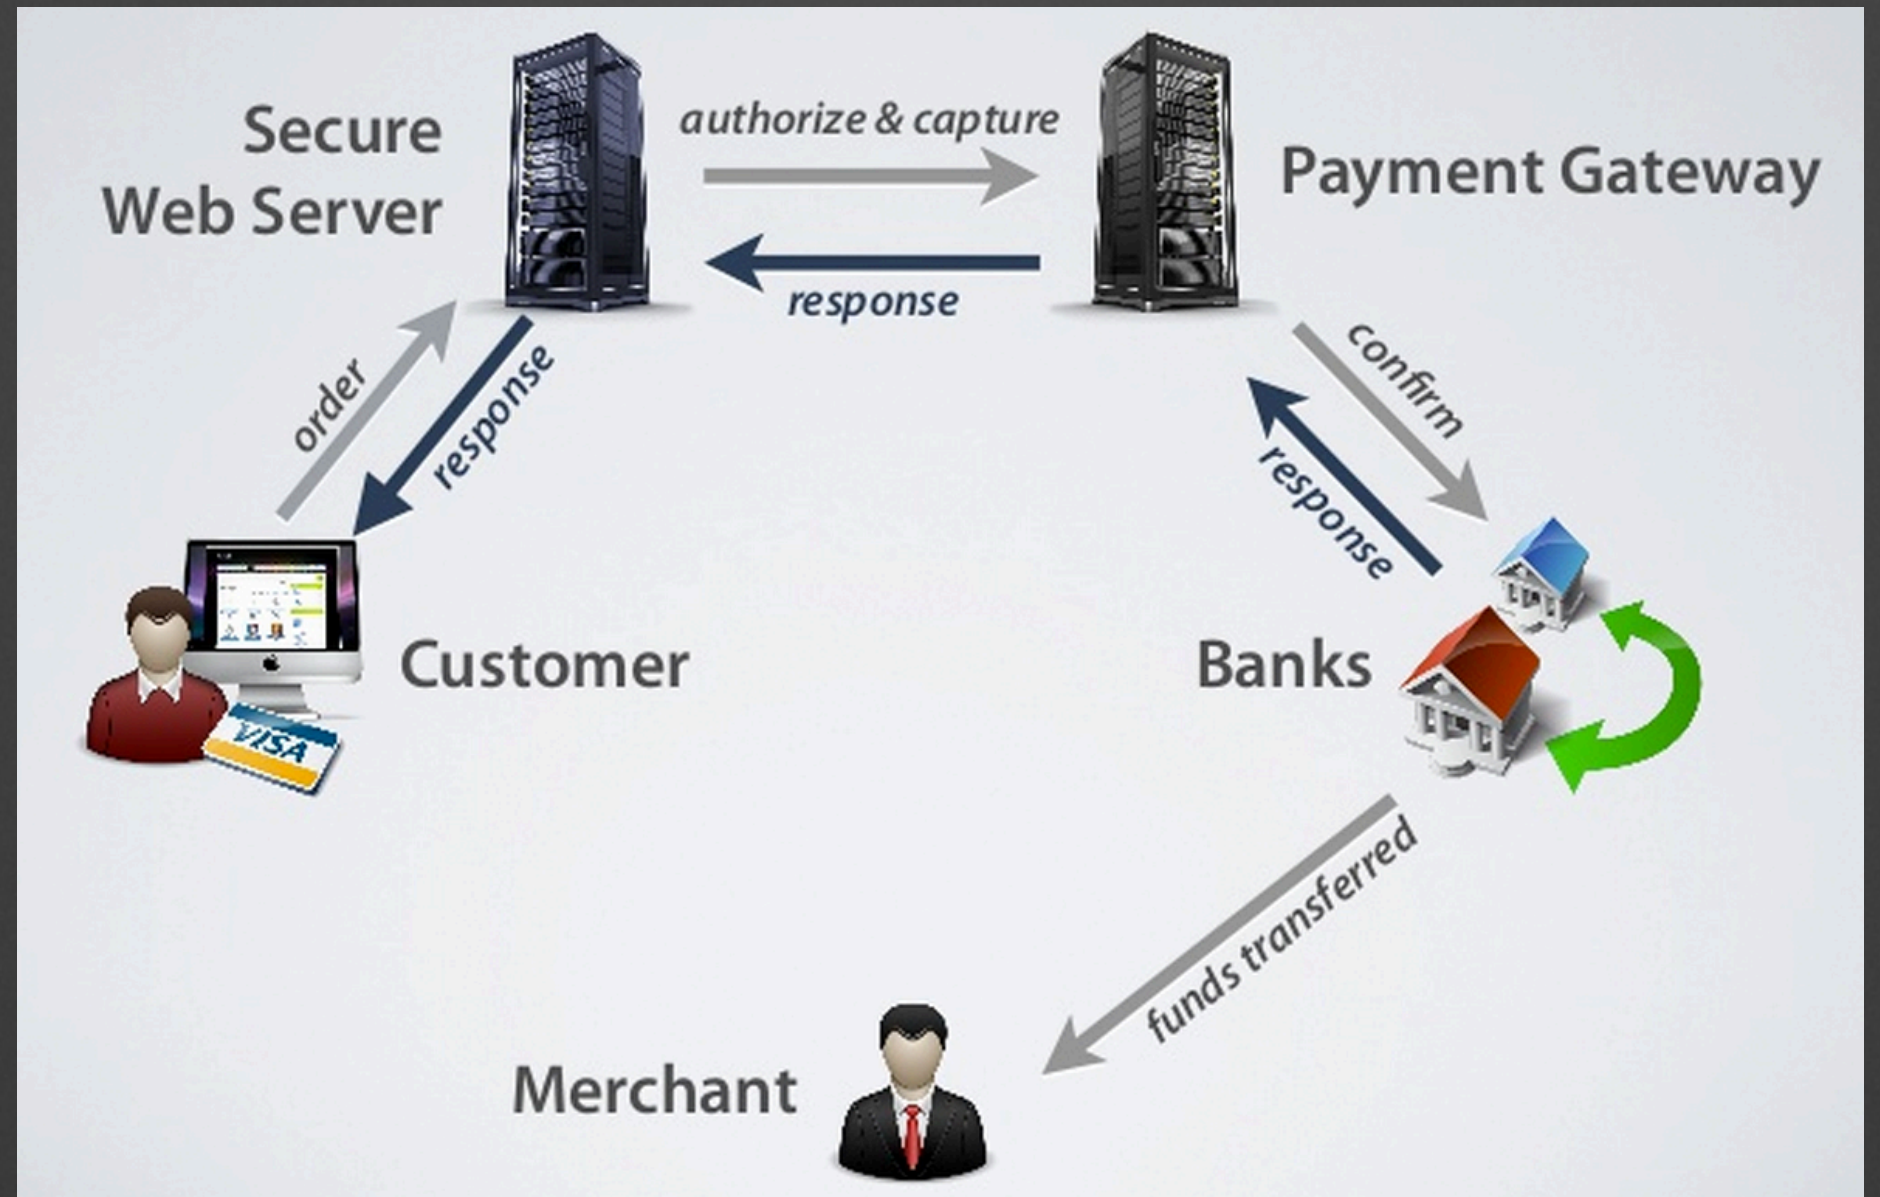 Secure
Web Server
authorize & capture
Payment Gateway
response
order
response
confirm
response
Customer
VISA
Banks
funds transferred
Merchant